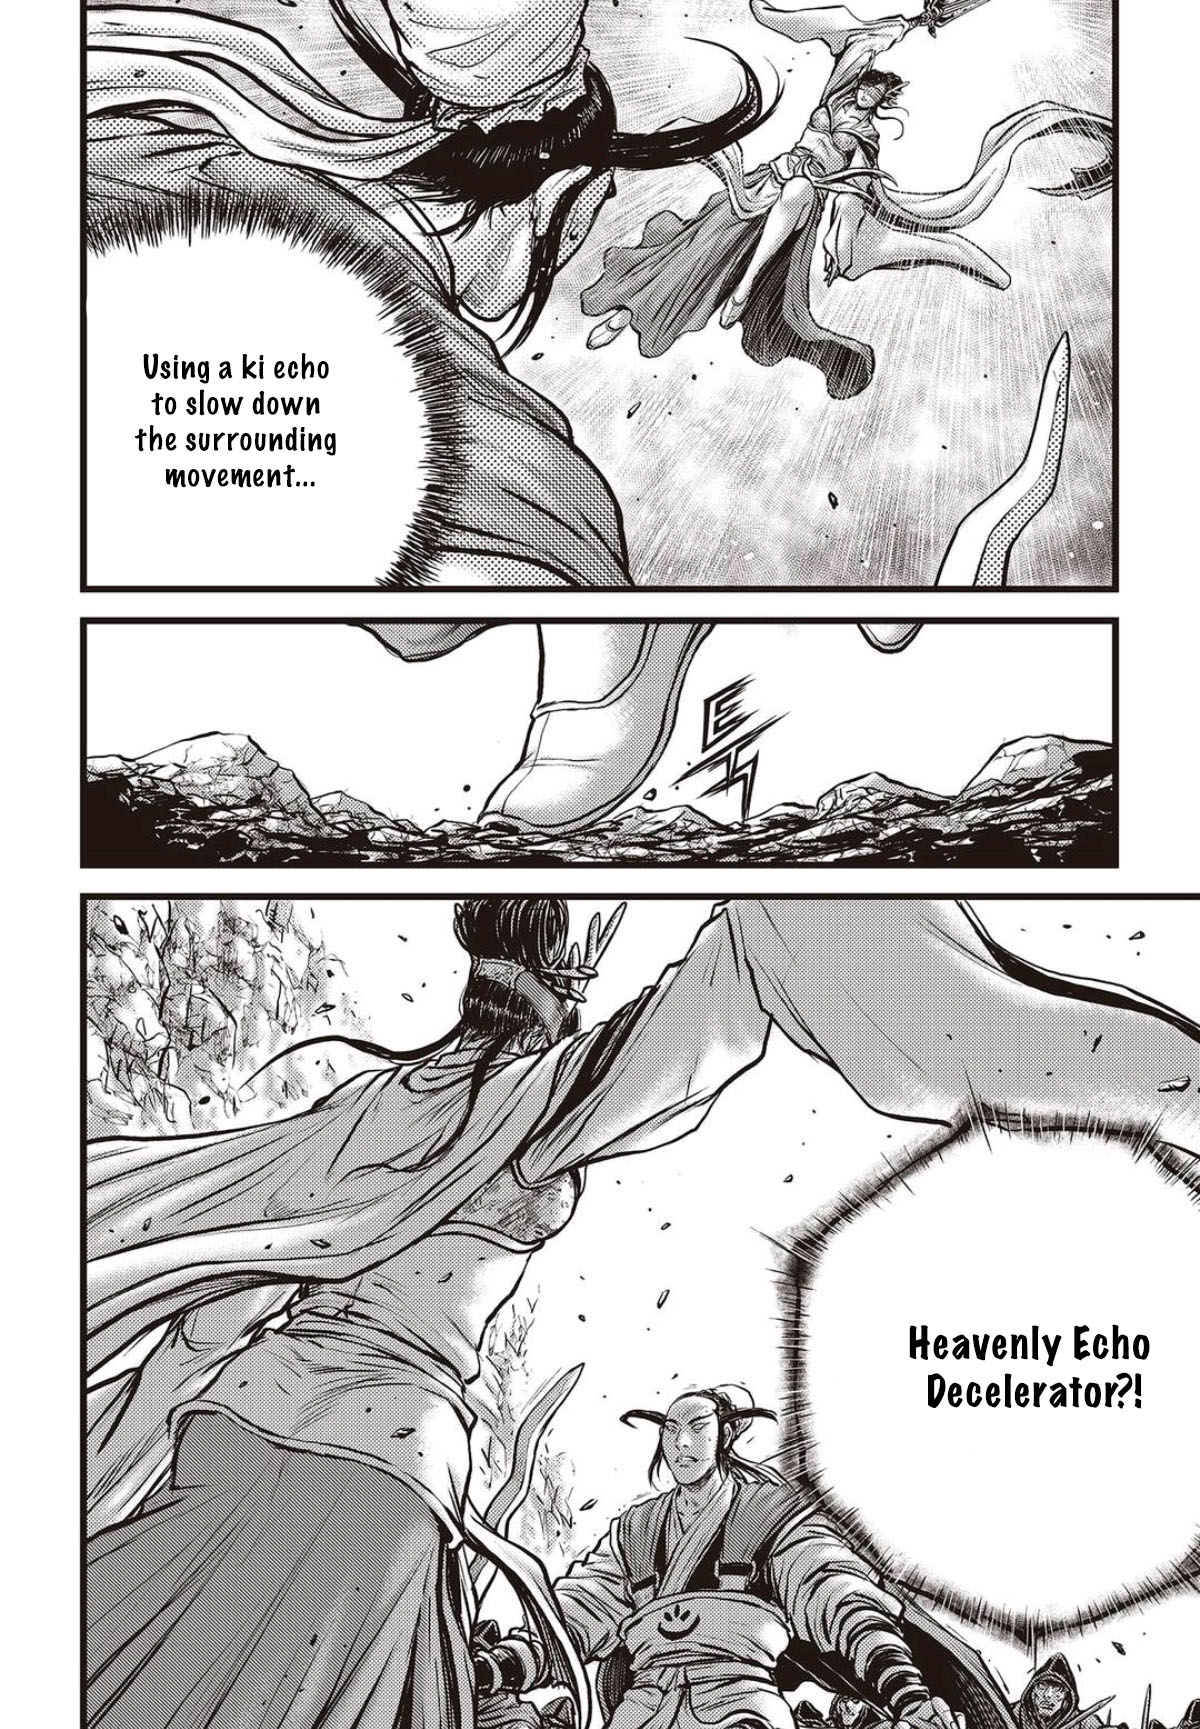 Using a ki echo
to slow down
the surrounding
movement...
Heavenly Echo
Decelerator?!